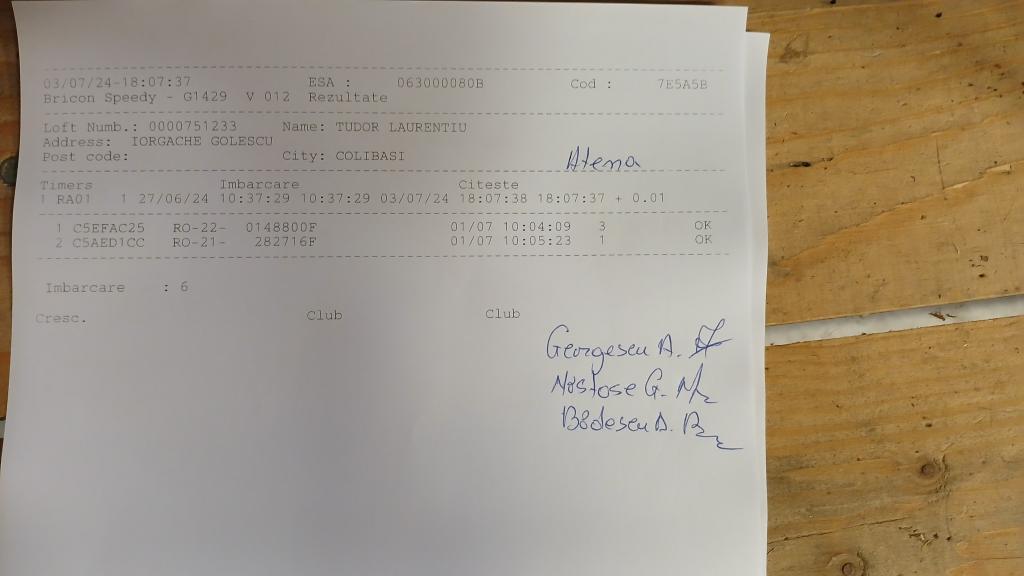 03/07/24-18:07:37 ESA : 063000080B Cod : 7E5A5B
Bricon Speedy - G1429 V 012 Rezultate
Loft Numb.: 0000751233 Name: TUDOR LAURENTIU
Address: IORGACHE GOLESCU
Post code: City: COLIBASI
Atena
Timers Imbarcare Citeste
1 RA01 1 27/06/24 10:37:29 10:37:29 03/07/24 18:07:38 18:07:37 + 0.01
1 C5EFAC25 RO-22- 0148800F 01/07 10:04:09 3 OK
2 C5AED1CC RO-21- 282716F 01/07 10:05:23 1 OK
Imbarcare : 6
Cresc. Club Club
Georgescu A.
Năstase G.
Bădescu D.